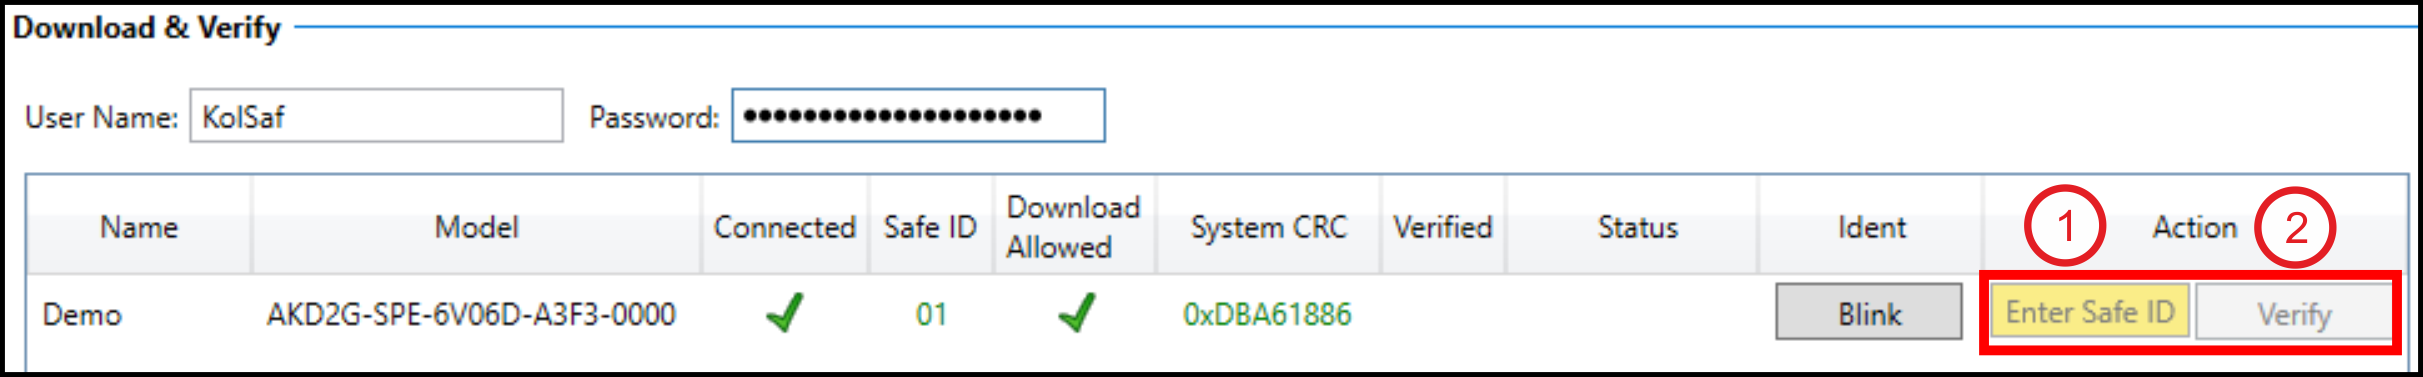 Download & Verify
User Name: KolSaf Password: ••••••••••••••••••••
Name Model Connected Safe ID Download Allowed System CRC Verified Status Ident 1 Action 2
Demo AKD2G-SPE-6V06D-A3F3-0000 01 0xDBA61886 Blink Enter Safe ID Verify